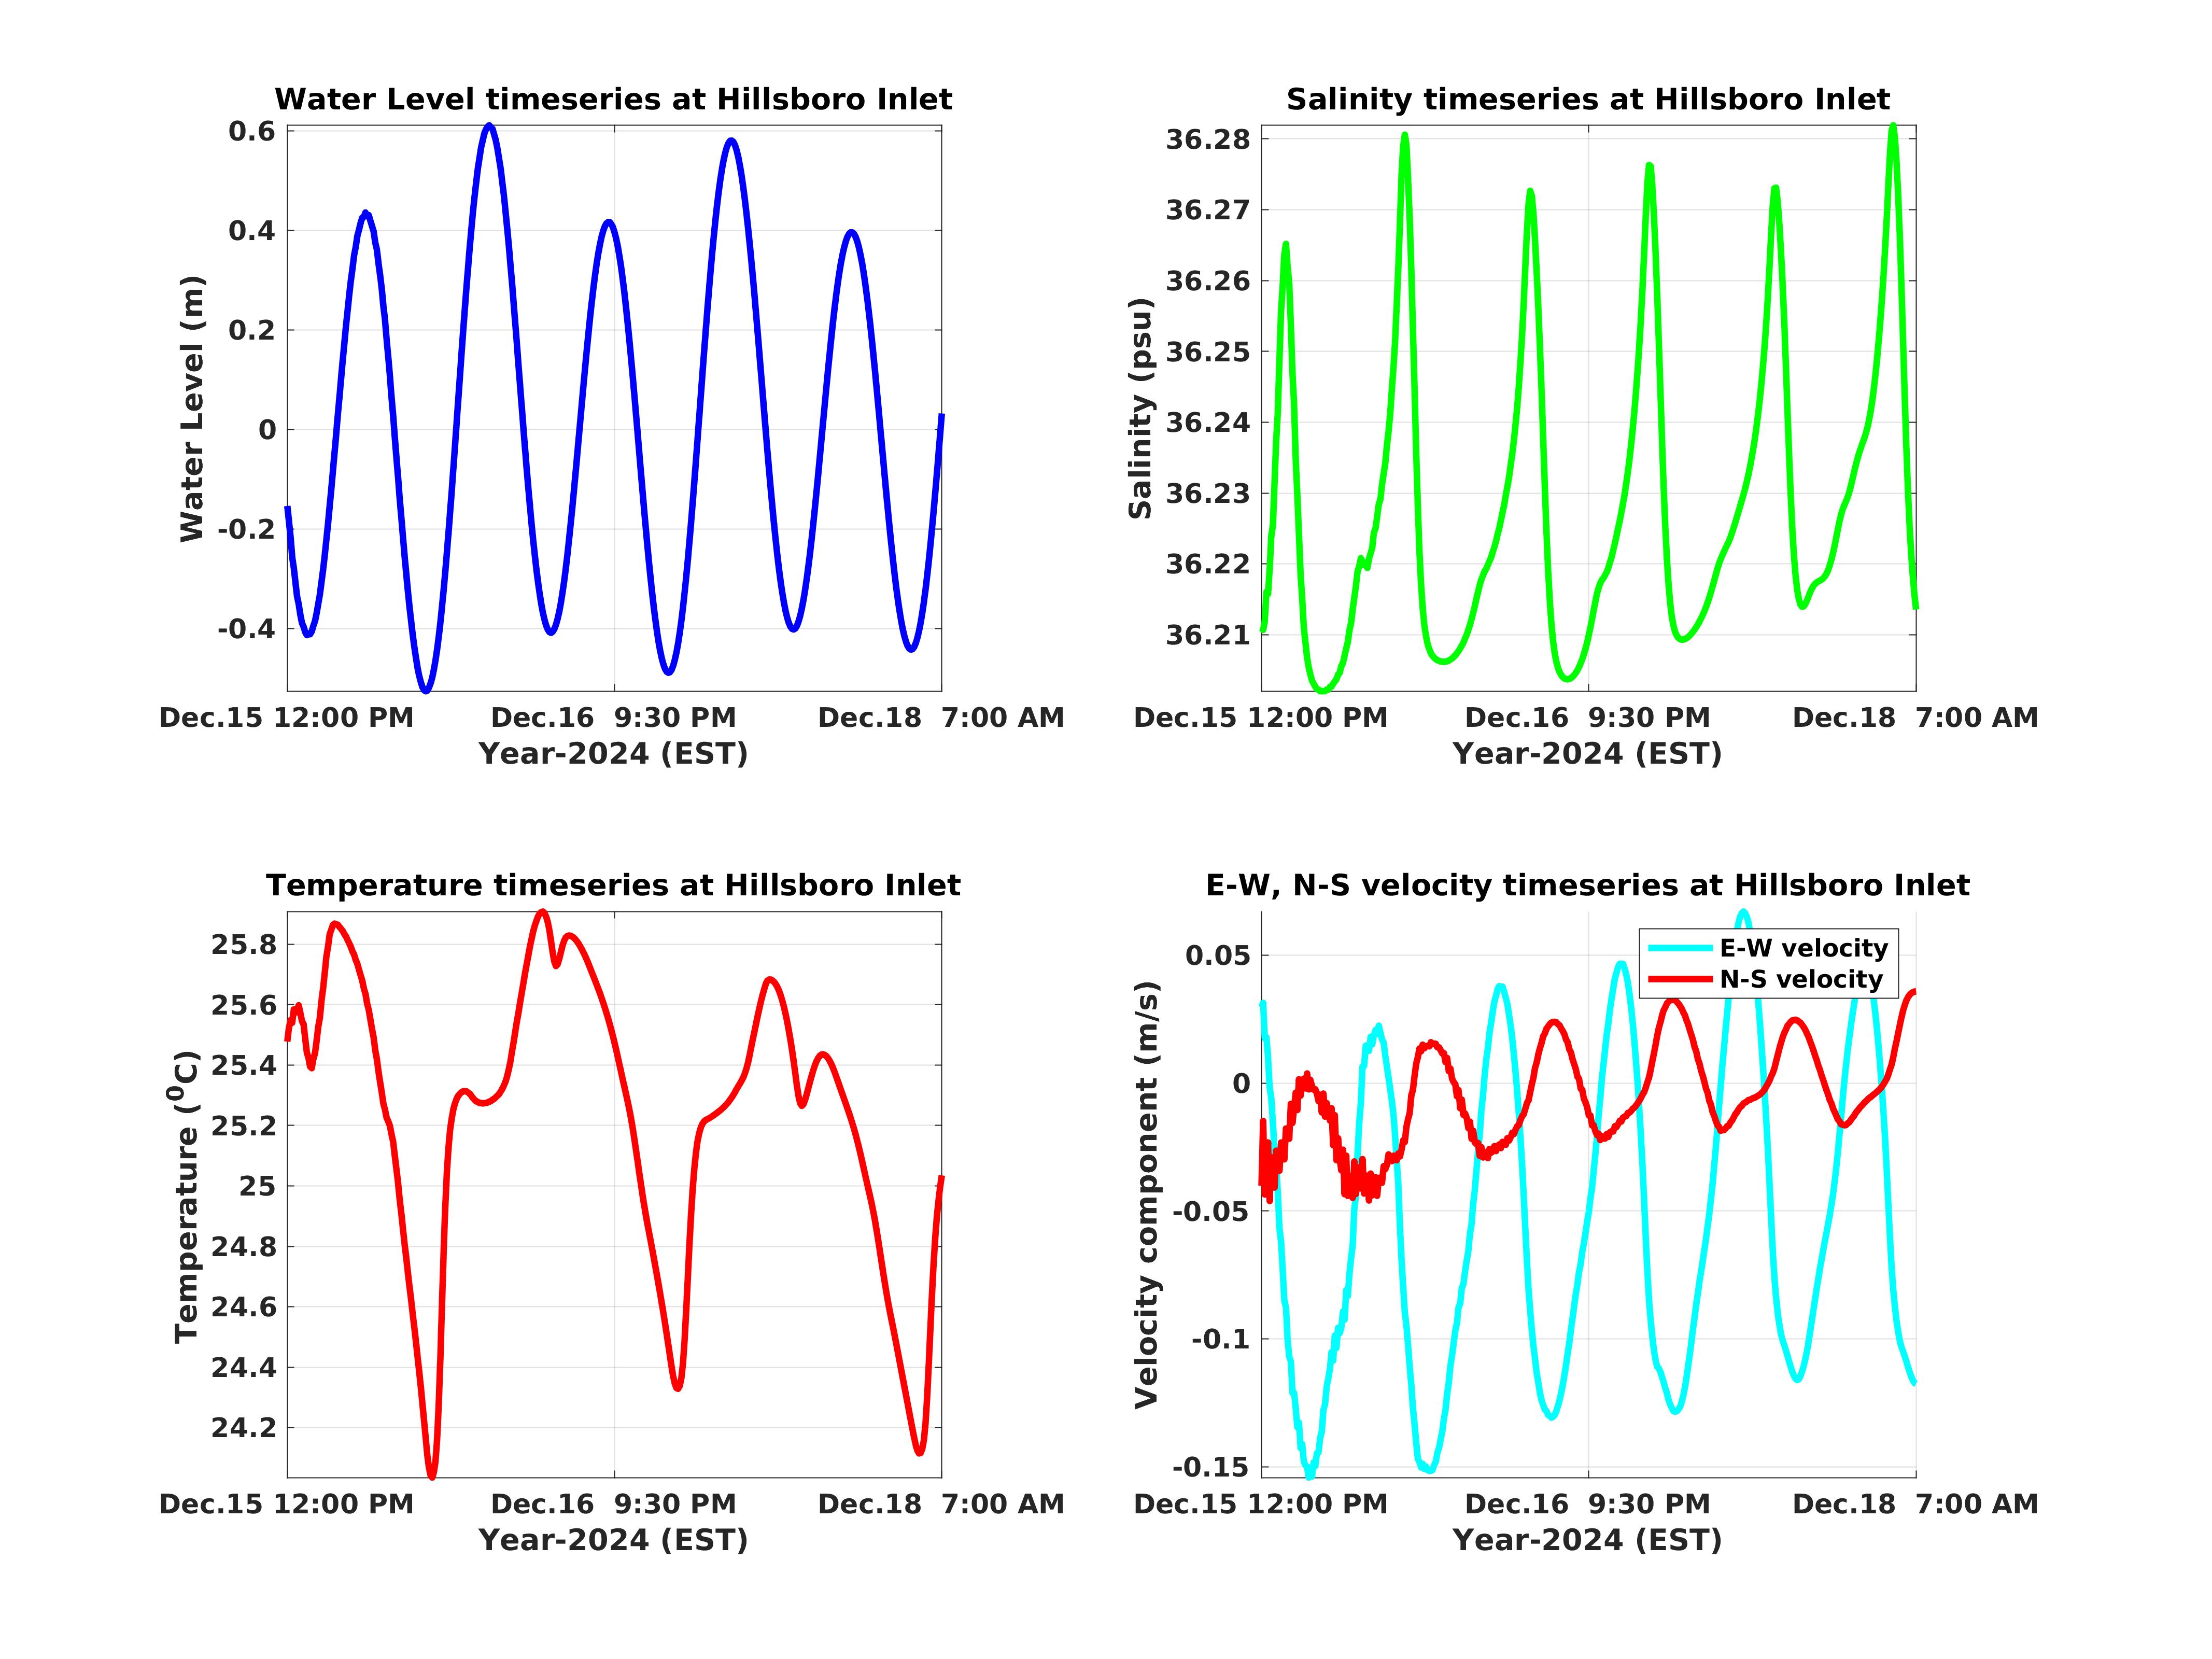 Water Level timeseries at Hillsboro Inlet
0.6
0.4
0.2
0
-0.2
-0.4
Water Level (m)
Dec.15 12:00 PM
Dec.16 9:30 PM
Dec.18 7:00 AM
Year-2024 (EST)
Salinity timeseries at Hillsboro Inlet
36.28
36.27
36.26
36.25
36.24
36.23
36.22
36.21
Salinity (psu)
Dec.15 12:00 PM
Dec.16 9:30 PM
Dec.18 7:00 AM
Year-2024 (EST)
Temperature timeseries at Hillsboro Inlet
25.8
25.6
25.4
25.2
25
24.8
24.6
24.4
24.2
Temperature (⁰C)
Dec.15 12:00 PM
Dec.16 9:30 PM
Dec.18 7:00 AM
Year-2024 (EST)
E-W, N-S velocity timeseries at Hillsboro Inlet
E-W velocity
N-S velocity
0.05
0
-0.05
-0.1
-0.15
Velocity component (m/s)
Dec.15 12:00 PM
Dec.16 9:30 PM
Dec.18 7:00 AM
Year-2024 (EST)